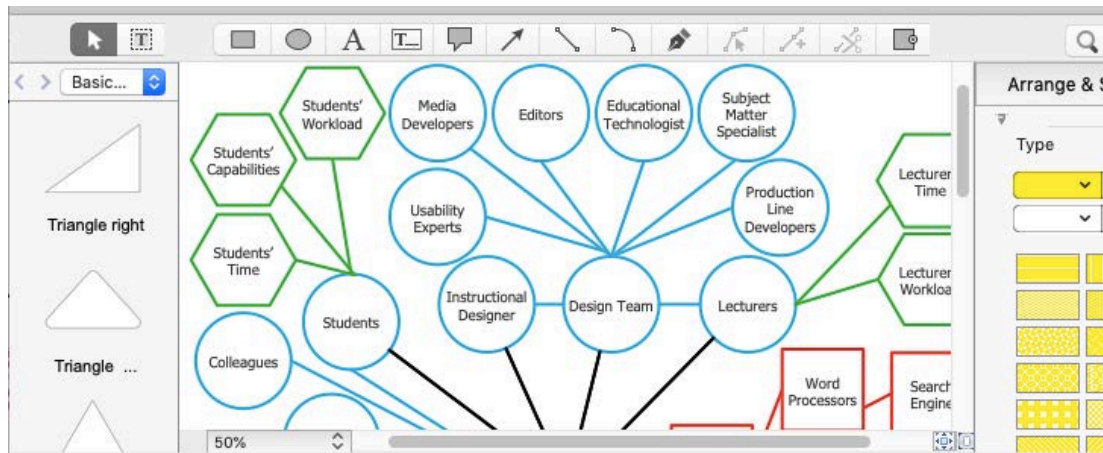 T
A
T
Basic...
Arrange & S
Type
Triangle right
Triangle ...
Students'
Workload
Media
Developers
Editors
Educational
Technologist
Subject
Matter
Specialist
Students'
Capabilities
Usability
Experts
Production
Line
Developers
Lecturer
Time
Students'
Time
Instructional
Designer
Design Team
Lecturers
Lecturer
Students
Colleagues
Word
Processors
Search
50%